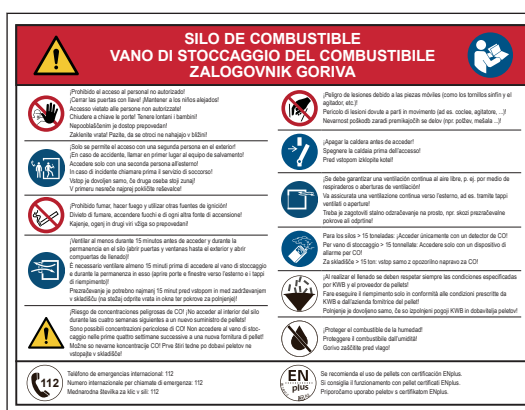 SILO DE COMBUSTIBLE
VANO DI STOCCAGGIO DEL COMBUSTIBILE
ZALOGOVNIK GORIVA
¡Prohibido el acceso al personal no autorizado!
¡Cerrar las puertas con llave! ¡Mantener a los niños alejados!
Accesso vietato alle persone non autorizzate!
Chiudere a chiave le porte! Tenere lontani i bambini!
Nepooblaščenim je dostop prepovedan!
Zaklenite vrata! Pazite, da se otroci ne nahajajo v bližini!
¡Solo se permite el acceso con una segunda persona en el exterior!
¡En caso de accidente, llamar en primer lugar al equipo de salvamento!
Accedere solo con una seconda persona all'esterno!
In caso di incidente chiamare prima il servizio di soccorso!
Vstop je dovoljen samo, če druga oseba stoji zunaj!
V primeru nesreče najprej pokličite reševalce!
¡Prohibido fumar, hacer fuego y utilizar otras fuentes de ignición!
Divieto di fumare, accendere fuochi e di ogni altra fonte di accensione!
Kajenje, ogenj in drugi viri vžiga so prepovedani!
¡Ventilar al menos durante 15 minutos antes de acceder y durante la
permanencia en el silo (abrir puertas y ventanas hasta el exterior y abrir
compuertas de llenado)!
È necessario ventilare almeno 15 minuti prima di accedere al vano di stoccaggio
e durante la permanenza in esso (aprire porte e finestre verso l'esterno e i tappi
di riempimento)!
Prezračevanje je potrebno najmanj 15 minut pred vstopom in med zadrževanjem
v skladišču (na stežaj odprite vrata in okna ter pokrove za polnjenje)!
¡Riesgo de concentraciones peligrosas de CO! ¡No acceder al interior del silo
durante las cuatro semanas siguientes a un nuevo suministro de pellets!
Sono possibili concentrazioni pericolose di CO! Non accedere al vano di stoc-
caggio nelle prime quattro settimane successive a una nuova fornitura di pellet!
Možne so nevarne koncentracije CO! Prve štiri tedne po dobavi peletov ne
vstopajte v skladišče!
112
Teléfono de emergencias internacional: 112
Numero internazionale per chiamate di emergenza: 112
Mednarodna številka za klic v sili: 112
¡Peligro de lesiones debido a las piezas móviles (como los tornillos sinfín y el
agitador, etc.)!
Pericolo di lesioni dovute a parti in movimento (ad es. coclee, agitatore, ...)!
Nevarnost poškodb zaradi premikajočih se delov (npr. polžev, mešala ...)!
¡Apagar la caldera antes de acceder!
Spegnere la caldaia prima dell'accesso!
Pred vstopom izklopite kotel!
¡Se debe garantizar una ventilación continua al aire libre, p. ej. por medio de
respiraderos o aberturas de ventilación!
Va assicurata una ventilazione continua verso l'esterno, ad es. tramite tappi
ventilati o aperture!
Treba je zagotoviti stalno odzračevanje na prosto, npr. skozi prezračevalne
pokrove ali odprtine!
Para los silos > 15 toneladas: ¡Acceder únicamente con un detector de CO!
Per vano di stoccaggio > 15 tonnellate: Accedere solo con un dispositivo di
allarme per CO!
Za skladišče > 15 ton: vstop samo z opozorilno napravo za CO!
¡Al realizar el llenado se deben respetar siempre las condiciones especificadas
por KWB y el proveedor de pellets!
Fare eseguire il riempimento solo in conformità alle condizioni prescritte da
KWB e dall'azienda fornitrice del pellet!
Polnjenje je dovoljeno samo, če so izpolnjeni pogoji KWB in dobavitelja peletov!
¡Proteger el combustible de la humedad!
Proteggere il combustibile dall'umidità!
Gorivo zaščitite pred vlago!
EN
plus
Se recomienda el uso de pellets con certificación ENplus.
Si consiglia il funzionamento con pellet certificati ENplus.
Priporočamo uporabo peletov s certifikatom ENplus.